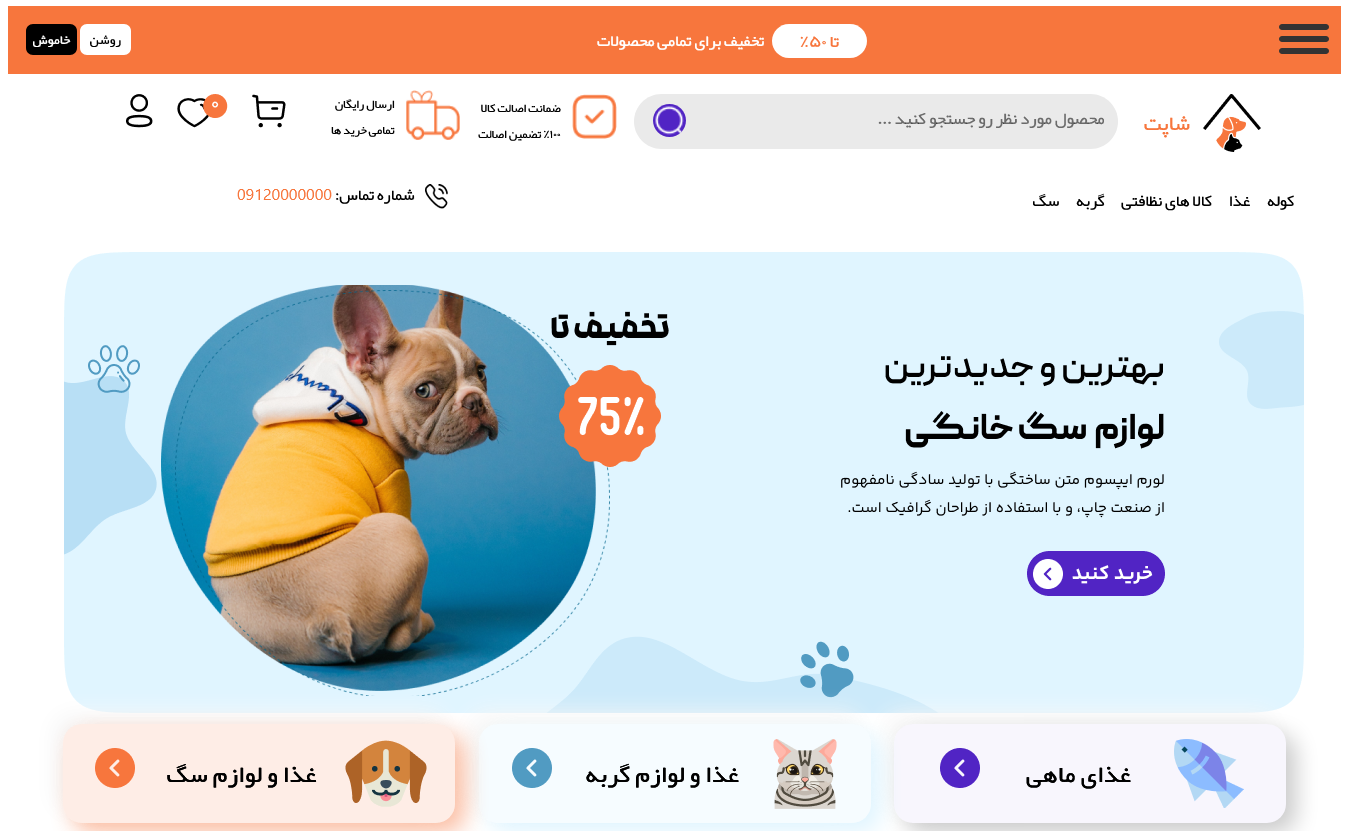 تا ۵۰٪ تخفیف برای تمامی محصولات
روشن خاموش
شاپت
محصول مورد نظر رو جستجو کنید ...
ضمانت اصالت کالا
۱۰۰٪ تضمین اصالت
ارسال رایگان
تمامی خرید ها
۰
کوله غذا کالا های نظافتی گربه سگ
شماره تماس: 09120000000
بهترین و جدیدترین
لوازم سگ خانگی
لورم ایپسوم متن ساختگی با تولید سادگی نامفهوم
از صنعت چاپ، و با استفاده از طراحان گرافیک است.
خرید کنید
تخفیف تا
75%
Champ
غذای ماهی
غذا و لوازم گربه
غذا و لوازم سگ